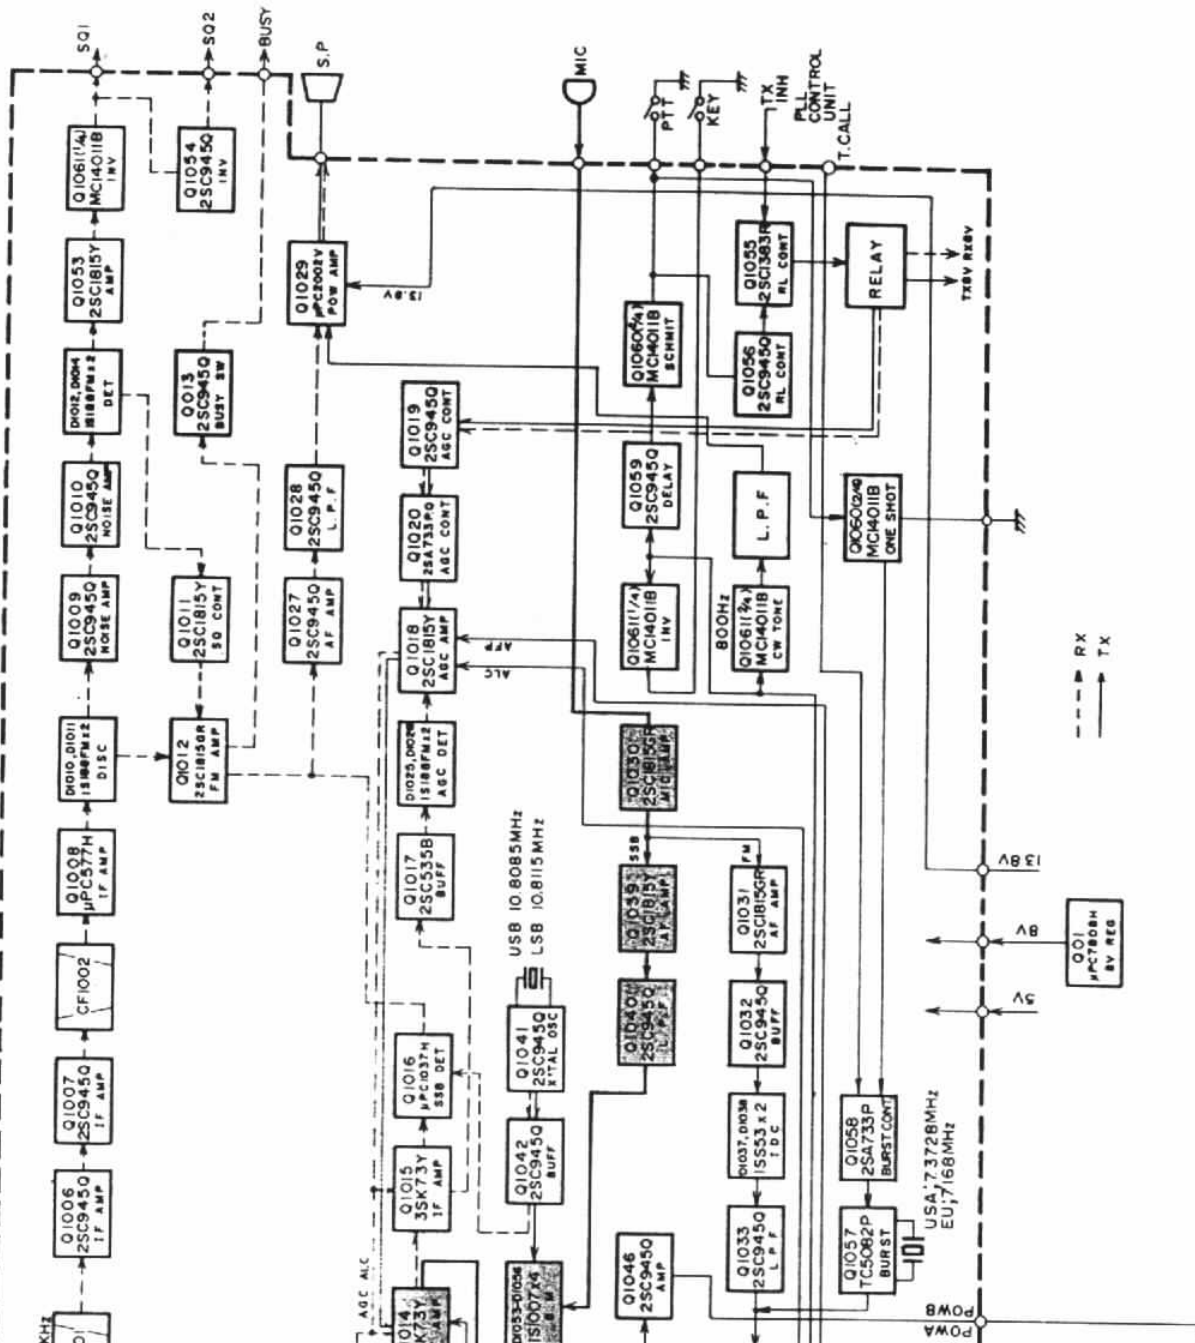 SQ1
SQ2
BUSY
S.P
MIC
PTT
KEY
TX
INH
PLL
CONTROL
UNIT
T.CALL
Q1061(1/4)
MC14011B
INV
Q1054
2SC945Q
INV
Q1053
2SC1815Y
AMP
Q1029
µPC2002V
POW AMP
13.8V
Q1055
2SC1383R
RL CONT
RELAY
TX8V
RX8V
D1012,D1014
1S188FM×2
DET
Q013
2SC945Q
BUSY SW
MC14011B
SCHMIT
Q1056
2SC945Q
RL CONT
Q1019
2SC945Q
AGC CONT
Q1010
2SC945Q
NOISE AMP
Q1028
2SC945Q
L.P.F
Q1020
2SA733PQ
AGC CONT
Q1059
2SC945Q
DELAY
L.P.F
Q1060(2/4)
MC14011B
ONE SHOT
Q1009
2SC945Q
NOISE AMP
Q1011
2SC1815Y
SQ CONT
Q1027
2SC945Q
AF AMP
Q1018
2SC1815Y
AGC AMP
ALC
Q1061(1/4)
MC14011B
INV
800Hz
Q1061(2/4)
MC14011B
CW TONE
RX
TX
D1010,D1011
1S188FM×2
DISC
Q1012
2SC1815GR
FM AMP
AGC DET
Q1030
2SC1815GR
MIC AMP
Q1008
µPC577H
IF AMP
Q1017
2SC535B
BUFF
USB 10.8085MHz
LSB 10.8115MHz
SSB
Q1039
2SC1815Y
AF AMP
FM
Q1031
2SC1815GR
AF AMP
13.8V
8V
Q01
µPC7808H
8V REG
5V
CF1002
Q1040
2SC945Q
L.P.F
Q1032
2SC945Q
BUFF
Q1007
2SC945Q
IF AMP
Q1016
µPC1037H
SSB DET
Q1041
2SC945Q
X'TAL OSC
D1037,D1038
1SS53×2
IDC
Q1058
2SA733P
BURST CONT
Q1006
2SC945Q
IF AMP
Q1015
3SK73Y
IF AMP
Q1042
2SC945Q
BUFF
Q1033
2SC945Q
L.P.F
Q1057
TC5082P
BURST
USA;7.3728MHz
EU;7.168MHz
KHz
AGC ALC
AMP
D1053-D1056
1S1007×4
Q1046
2SC945Q
AMP
POWB
POWA